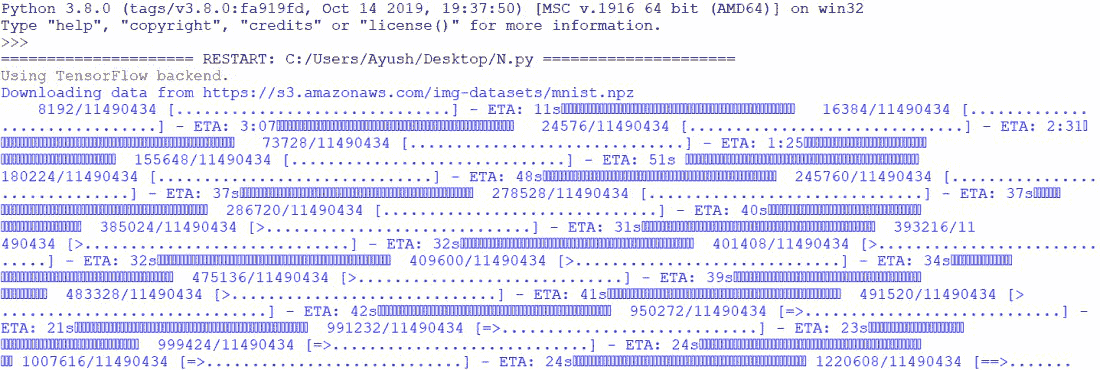 Python 3.8.0 (tags/v3.8.0:fa919fd, Oct 14 2019, 19:37:50) [MSC v.1916 64 bit (AMD64)] on win32
Type "help", "copyright", "credits" or "license()" for more information.
>>>
===================== RESTART: C:/Users/Ayush/Desktop/N.py =====================
Using TensorFlow backend.
Downloading data from https://s3.amazonaws.com/img-datasets/mnist.npz
8192/11490434 [..............................] - ETA: 11s 16384/11490434 [.............
.................] - ETA: 3:07 24576/11490434 [..............................] - ETA: 2:31
73728/11490434 [..............................] - ETA: 1:25
155648/11490434 [..............................] - ETA: 51s
180224/11490434 [..............................] - ETA: 48s 245760/11490434 [.................
.............] - ETA: 37s 278528/11490434 [..............................] - ETA: 37s
286720/11490434 [..............................] - ETA: 40s
385024/11490434 [>.............................] - ETA: 31s 393216/11
490434 [>.............................] - ETA: 32s 401408/11490434 [>........................
.....] - ETA: 32s 409600/11490434 [>.............................] - ETA: 34s
475136/11490434 [>.............................] - ETA: 39s
483328/11490434 [>.............................] - ETA: 41s 491520/11490434 [>
.............................] - ETA: 42s 950272/11490434 [=>............................] -
ETA: 21s 991232/11490434 [=>............................] - ETA: 23s
999424/11490434 [=>............................] - ETA: 24s
1007616/11490434 [=>............................] - ETA: 24s 1220608/11490434 [==>.......